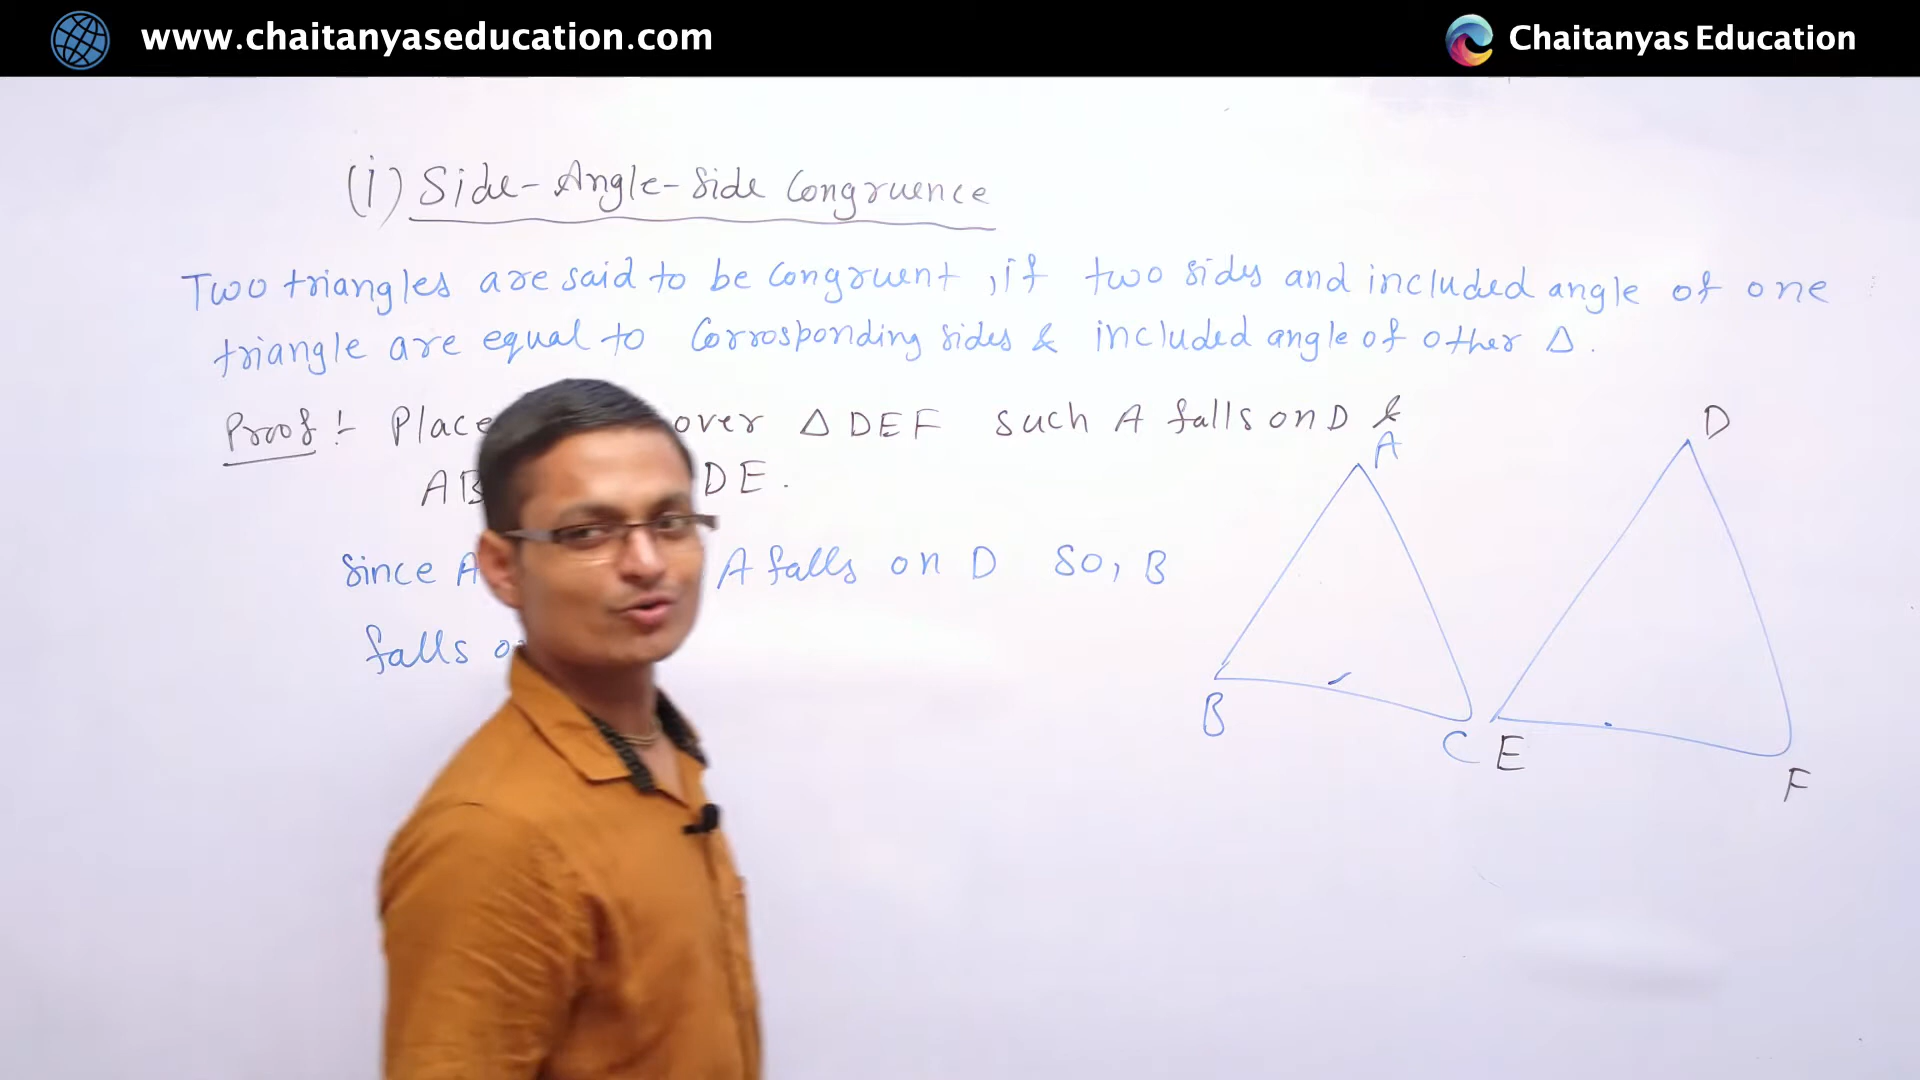 www.chaitanyaseducation.com
Chaitanyas Education
(i) Side-Angle-Side Congruence
Two triangles are said to be congruent , if two sides and included angle of one
triangle are equal to Corrosponding sides & included angle of other Δ.
Proof :- Place over Δ DEF such A falls on D &
AB DE.
Since A falls on D So, B
falls
A
B
C
D
E
F